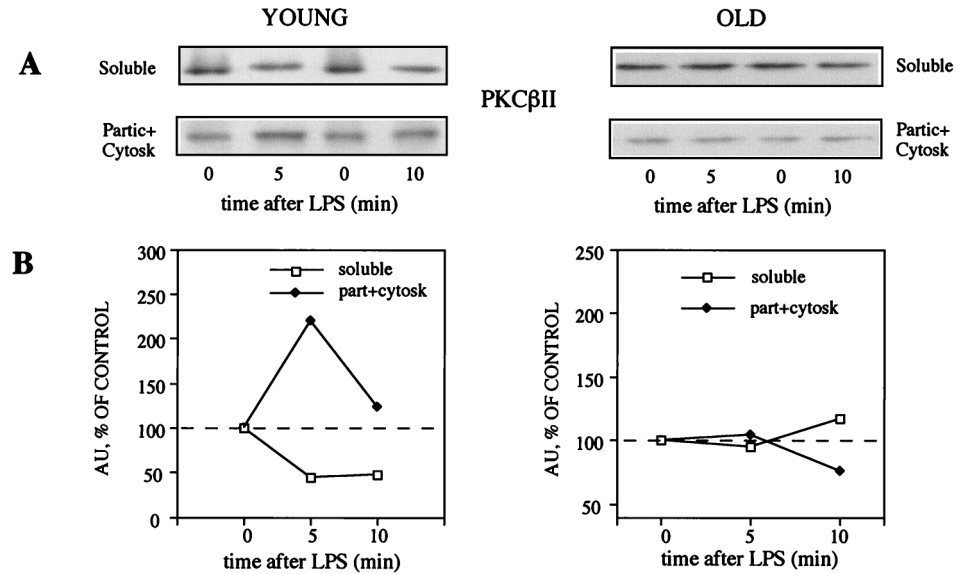 YOUNG
OLD
A
Soluble
Partic+
Cytosk
0 5 0 10
time after LPS (min)
PKCβII
Soluble
Partic+
Cytosk
0 5 0 10
time after LPS (min)
B
AU, % OF CONTROL
300
250
200
150
100
50
0
soluble
part+cytosk
0 5 10
time after LPS (min)
AU, % OF CONTROL
250
200
150
100
50
soluble
part+cytosk
0 5 10
time after LPS (min)